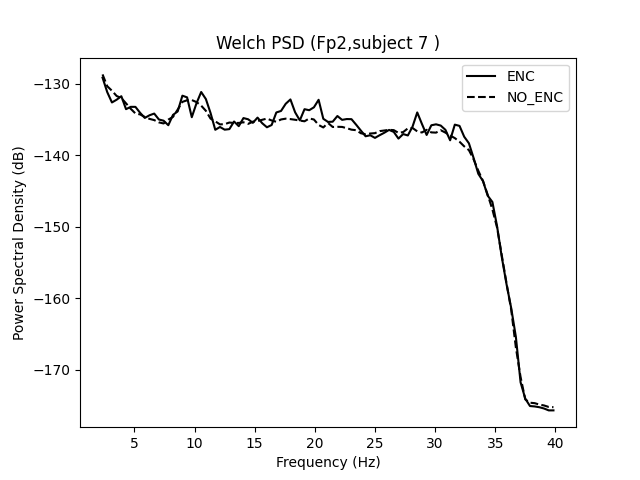 Welch PSD (Fp2,subject 7 )
ENC
NO_ENC
−130
−140
−150
−160
−170
Power Spectral Density (dB)
5 10 15 20 25 30 35 40
Frequency (Hz)